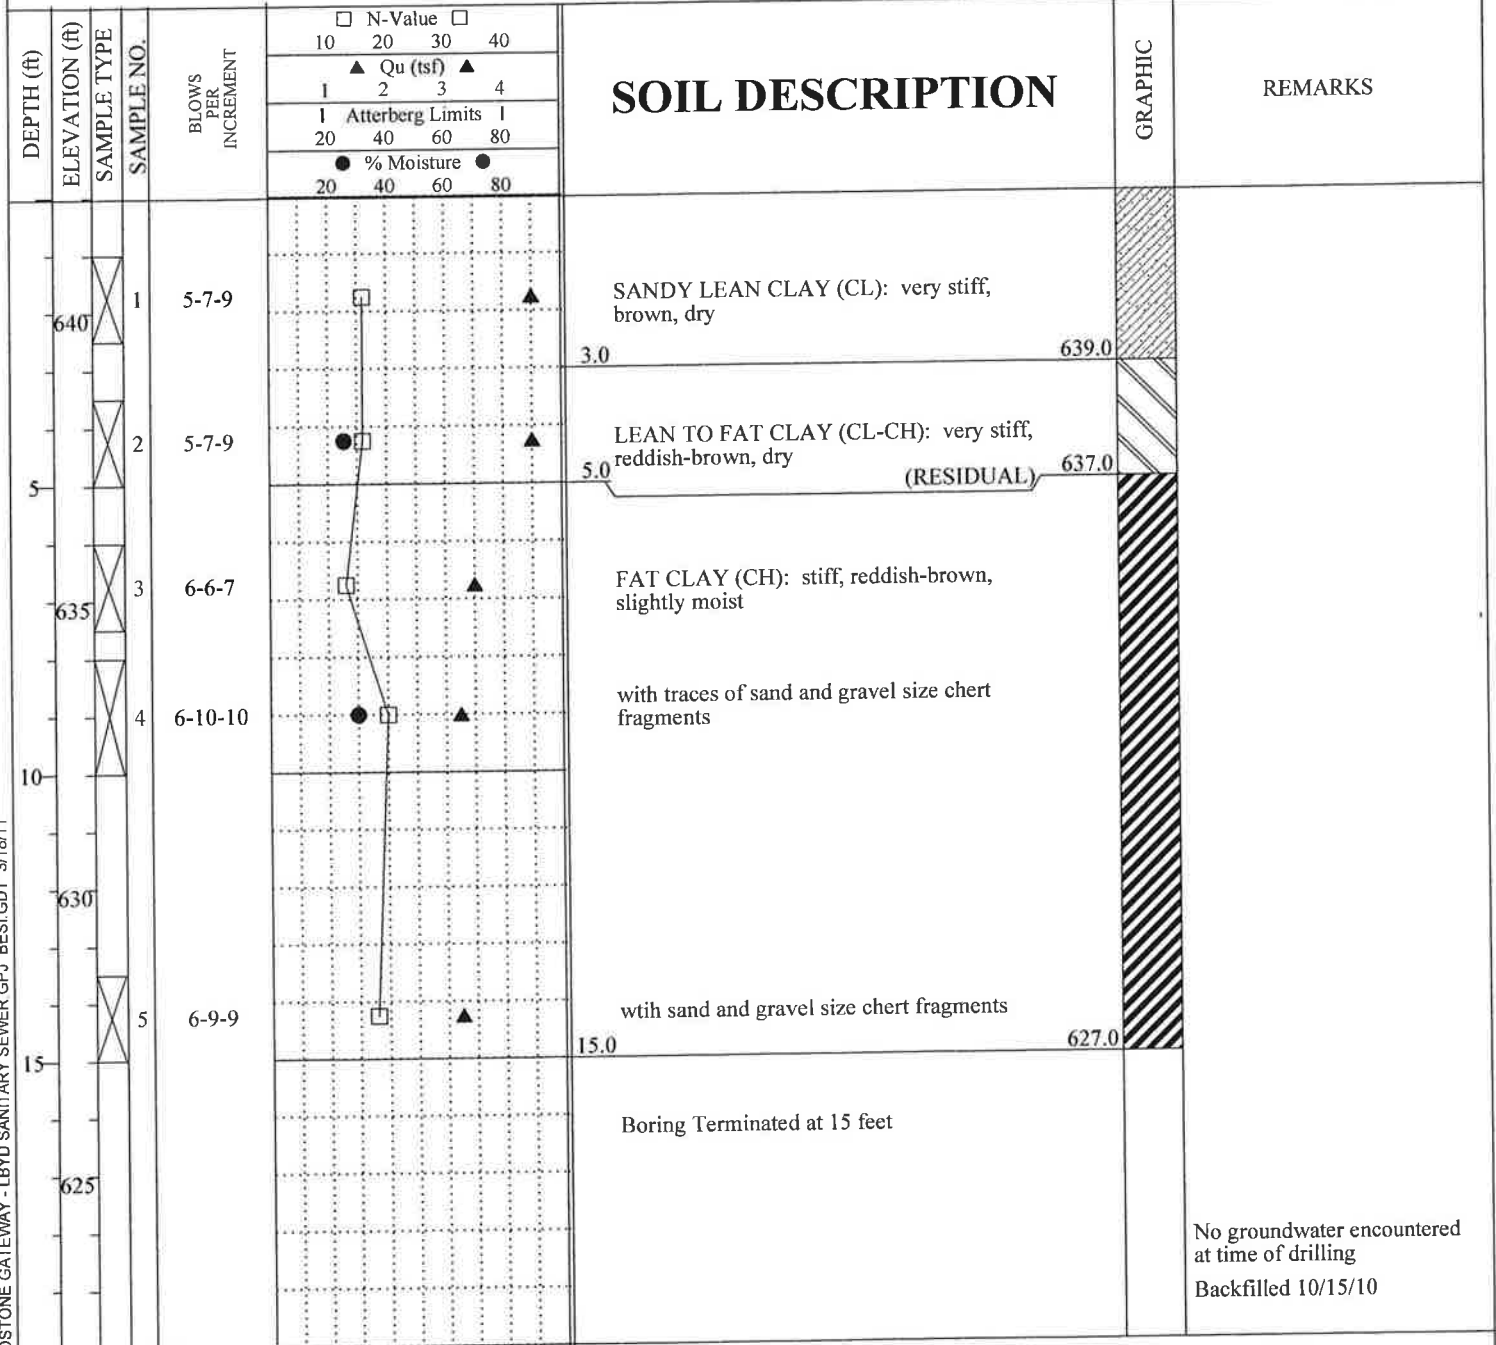 DEPTH (ft)
ELEVATION (ft)
SAMPLE TYPE
SAMPLE NO.
BLOWS
PER
INCREMENT
N-Value
10 20 30 40
▲ Qu (tsf) ▲
1 2 3 4
Atterberg Limits
20 40 60 80
● % Moisture ●
20 40 60 80
SOIL DESCRIPTION
GRAPHIC
REMARKS
1 5-7-9
SANDY LEAN CLAY (CL): very stiff,
brown, dry
640
3.0 639.0
2 5-7-9
LEAN TO FAT CLAY (CL-CH): very stiff,
reddish-brown, dry
5.0 (RESIDUAL) 637.0
5
3 6-6-7
FAT CLAY (CH): stiff, reddish-brown,
slightly moist
635
with traces of sand and gravel size chert
fragments
4 6-10-10
10
630
5 6-9-9
wtih sand and gravel size chert fragments
15.0 627.0
15
Boring Terminated at 15 feet
625
No groundwater encountered
at time of drilling
Backfilled 10/15/10
GATEWAY - LBYD SANITARY SEWER.GPJ BESI.GDT